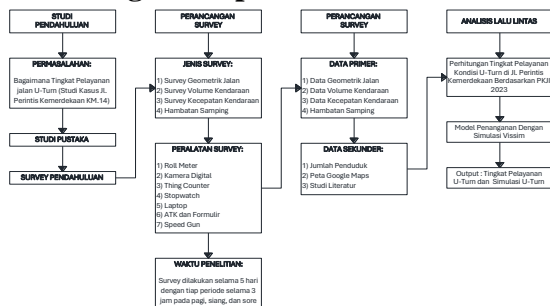 STUDI
PENDAHULUAN
PERMASALAHAN:
Bagaimana Tingkat Pelayanan
jalan U-Turn (Studi Kasus JL
Perintis Kemerdekaan KM.14)
STUDI PUSTAKA
SURVEY PENDAHULUAN
PERANCANGAN
SURVEY
JENIS SURVEY:
1) Survey Geometrik Jalan
2) Survey Volume Kendaraan
3) Survey Kecepatan Kendaraan
4) Hambatan Samping
PERALATAN SURVEY:
1) Roll Meter
2) Kamera Digital
3) Thing Counter
4) Stopwatch
5) Laptop
6) ATK dan Formulir
7) Speed Gun
WAKTU PENELITIAN:
Survey dilakukan selama 5 hari
dengan tiap periode selama 3
jam pada pagi, siang, dan sore
PERANCANGAN
SURVEY
DATA PRIMER:
1) Data Geometrik Jalan
2) Data Volume Kendaraan
3) Data Kecepatan Kendaraan
4) Hambatan Samping
DATA SEKUNDER:
1) Jumlah Penduduk
2) Peta Google Maps
3) Studi Literatur
ANALISIS LALU LINTAS
Perhitungan Tingkat Pelayanan
Kondisi U-Turn di JL Perintis
Kemerdekaan Berdasarkan PKJI
2023
Model Penanganan Dengan
Simulasi Vissim
Output : Tingkat Pelayanan
U-Turn dan Simulasi U-Turn